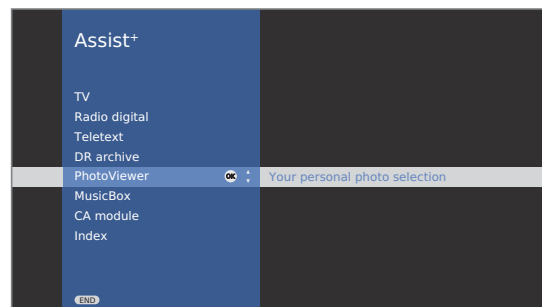 Assist+
TV
Radio digital
Teletext
DR archive
PhotoViewer OK Your personal photo selection
MusicBox
CA module
Index
END